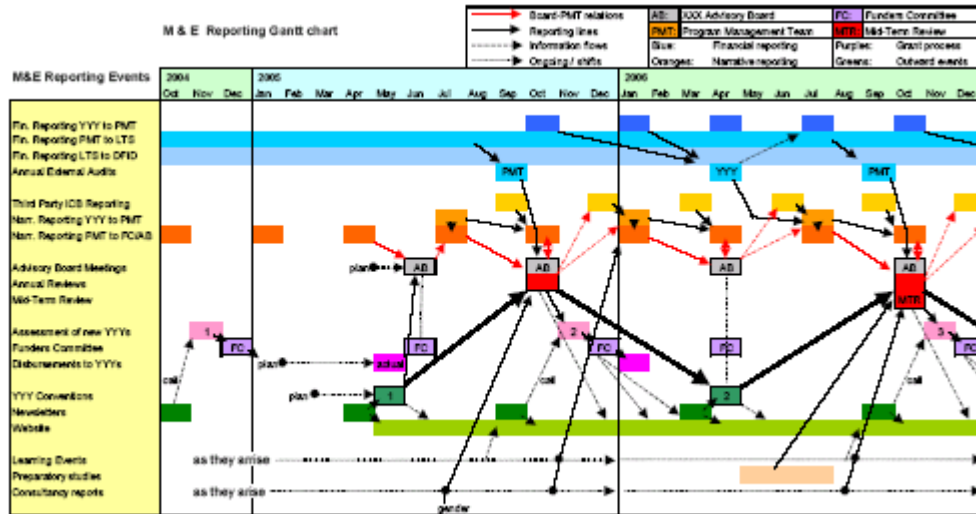 M & E Reporting Gantt chart
Board-PMT relations
Reporting lines
Information flows
Ongoing / shifts
AB: XXX Advisory Board
PMT: Program Management Team
Blue: Financial reporting
Oranges: Narrative reporting
FC: Funders Committee
MTR: Mid-Term Review
Purples: Grant process
Greens: Outward events
M&E Reporting Events
2004 2005 2006
Oct Nov Dec Jan Feb Mar Apr May Jun Jul Aug Sep Oct Nov Dec Jan Feb Mar Apr May Jun Jul Aug Sep Oct Nov Dec
Fin. Reporting YYY to PMT
Fin. Reporting PMT to LTS
Fin. Reporting LTS to DFID
Annual External Audits PMT YYY PMT
Third Party ICB Reporting
Narr. Reporting YYY to PMT
Narr. Reporting PMT to FC/AB
Advisory Board Meetings plan AB AB AB AB
Annual Reviews
Mid-Term Review MTR
Assessment of new YYYs 1 2 3
Funders Committee FC FC FC FC FC
Disbursements to YYYs plan actual
call call call
YYY Conventions plan 1 2
Newsletters
Website
Learning Events as they arise
Preparatory studies
Consultancy reports as they arise
gender